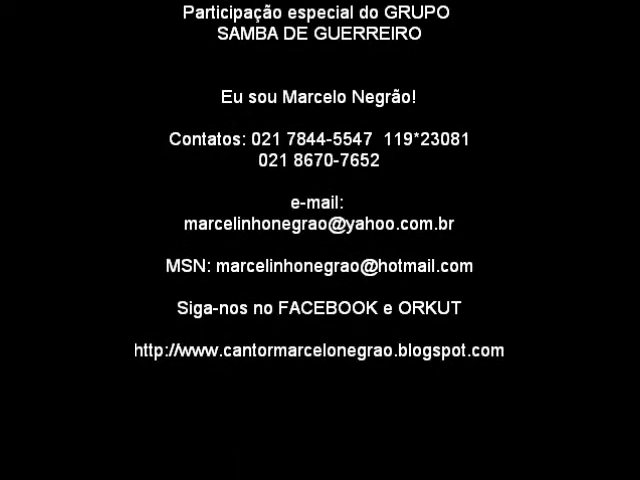 Participação especial do GRUPO
SAMBA DE GUERREIRO
Eu sou Marcelo Negrão!
Contatos: 021 7844-5547  119*23081
021 8670-7652
e-mail:
marcelinhonegrao@yahoo.com.br
MSN: marcelinhonegrao@hotmail.com
Siga-nos no FACEBOOK e ORKUT
http://www.cantormarcelonegrao.blogspot.com